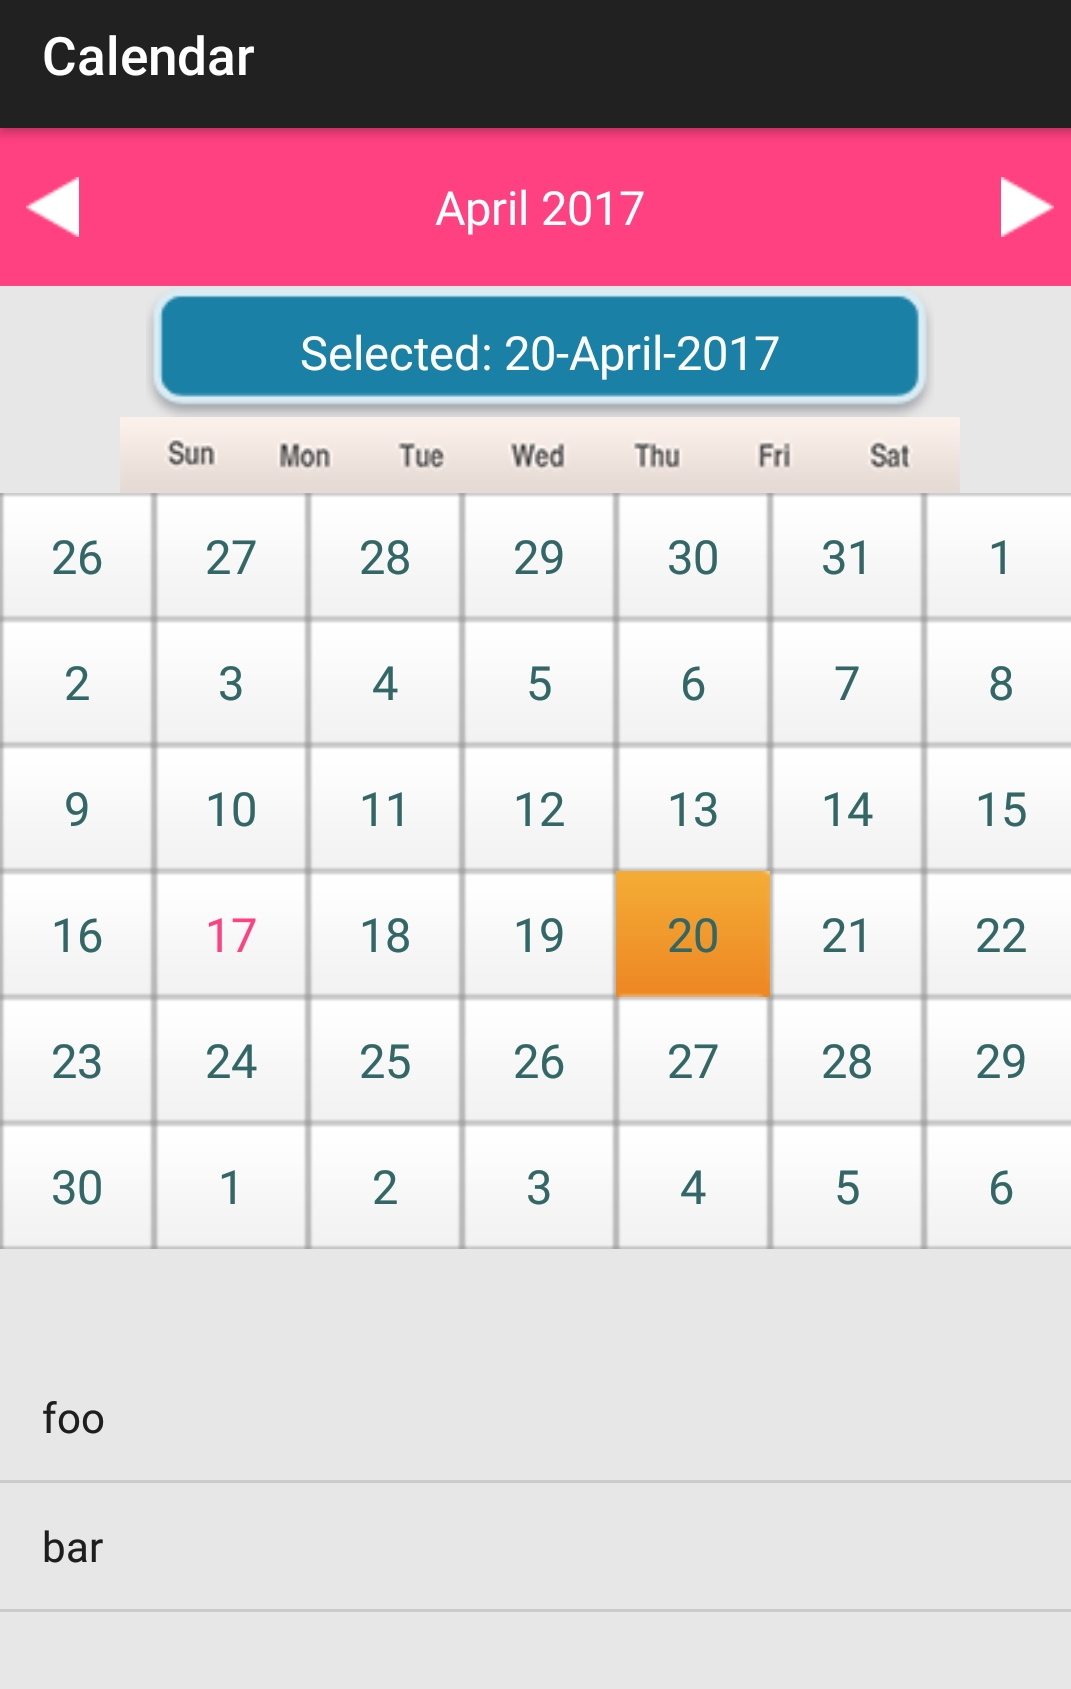 Calendar
April 2017
Selected: 20-April-2017
Sun Mon Tue Wed Thu Fri Sat
26 27 28 29 30 31 1
2 3 4 5 6 7 8
9 10 11 12 13 14 15
16 17 18 19 20 21 22
23 24 25 26 27 28 29
30 1 2 3 4 5 6
foo
bar